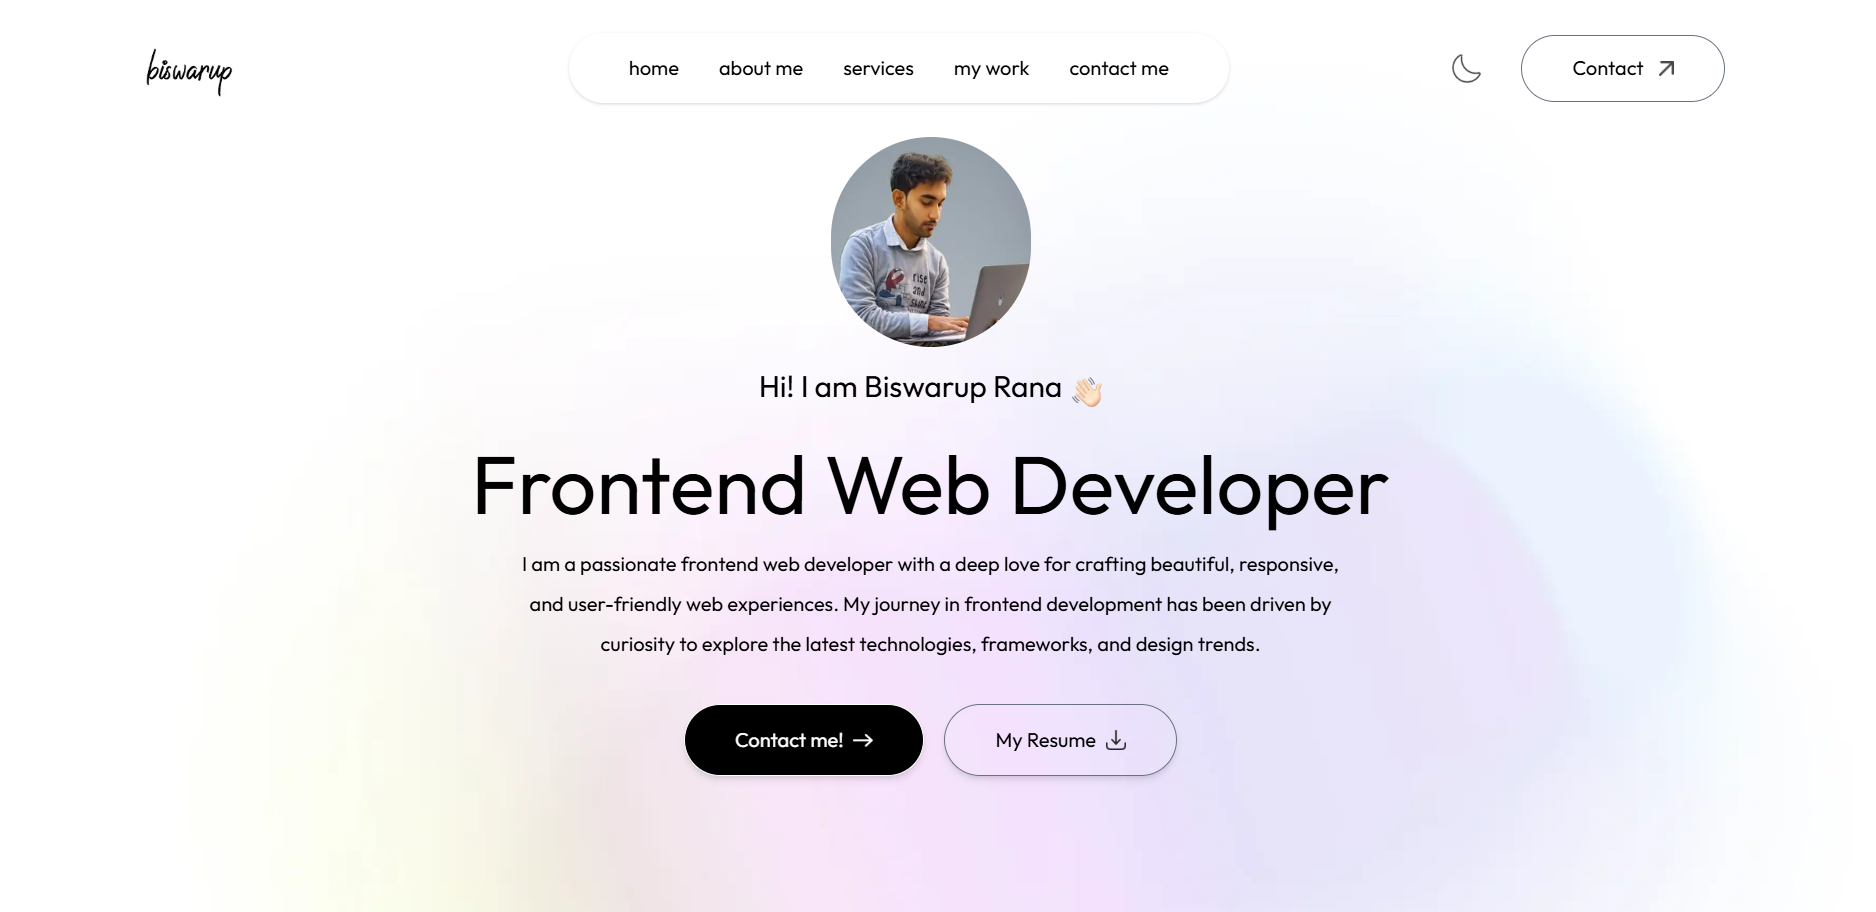 biswarup
home about me services my work contact me
Contact
rise
and
Hi! I am Biswarup Rana 👋🏻
Frontend Web Developer
I am a passionate frontend web developer with a deep love for crafting beautiful, responsive,
and user-friendly web experiences. My journey in frontend development has been driven by
curiosity to explore the latest technologies, frameworks, and design trends.
Contact me!
My Resume